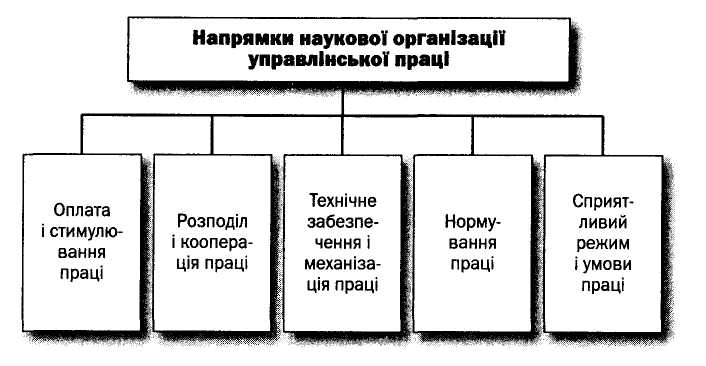 Напрямки наукової організації
управлінської праці
Оплата
і стимулю-
вання
праці
Розподіл
і коопера-
ція праці
Технічне
забезпе-
чення і
механіза-
ція праці
Норму-
вання
праці
Сприят-
ливий
режим
і умови
праці